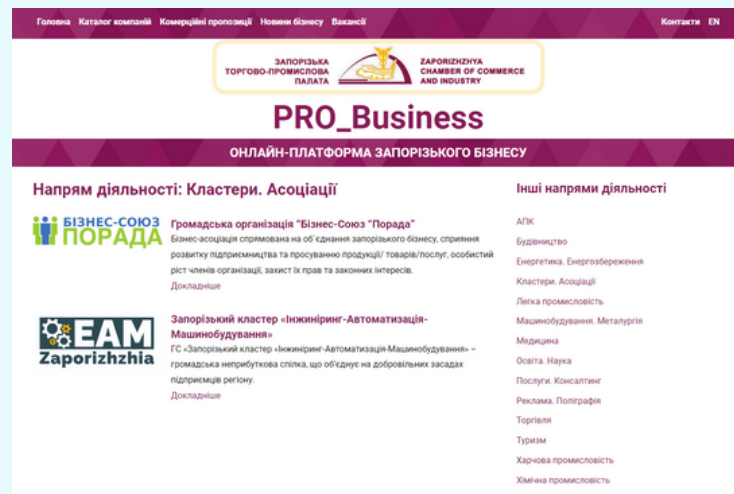 Головна Каталог компаній Комерційні пропозиції Новини бізнесу Вакансії Контакти EN
ЗАПОРІЗЬКА
ТОРГОВО-ПРОМИСЛОВА
ПАЛАТА
ZAPORIZHZHYA
CHAMBER OF COMMERCE
AND INDUSTRY
PRO_Business
ОНЛАЙН-ПЛАТФОРМА ЗАПОРІЗЬКОГО БІЗНЕСУ
Напрям діяльності: Кластери. Асоціації
БІЗНЕС-СОЮЗ
ПОРАДА
Громадська організація "Бізнес-Союз "Порада"
Бізнес-асоціація спрямована на об`єднання запорізького бізнесу, сприяння
розвитку підприємництва та просуванню продукції/ товарів/послуг, особистий
ріст членів організації, захист їх прав та законних інтересів.
Докладніше
EAM
Zaporizhzhia
Запорізький кластер «Інжиніринг-Автоматизація-
Машинобудування»
ГС «Запорізький кластер «Інжиніринг-Автоматизація-Машинобудування» –
громадська неприбуткова спілка, що об'єднує на добровільних засадах
підприємців регіону.
Докладніше
Інші напрями діяльності
АПК
Будівництво
Енергетика. Енергозбереження
Кластери. Асоціації
Легка промисловість
Машинобудування. Металургія
Медицина
Освіта. Наука
Послуги. Консалтинг
Реклама. Поліграфія
Торгівля
Туризм
Харчова промисловість
Хімічна промисловість